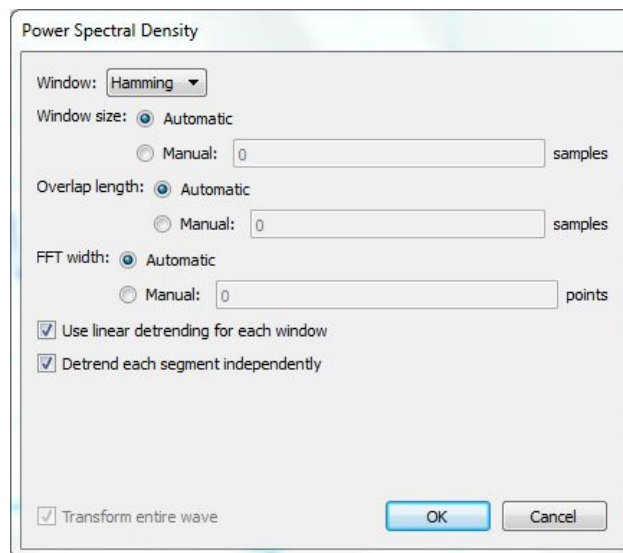 Power Spectral Density
Window: Hamming
Window size: Automatic
Manual: 0 samples
Overlap length: Automatic
Manual: 0 samples
FFT width: Automatic
Manual: 0 points
Use linear detrending for each window
Detrend each segment independently
Transform entire wave OK Cancel